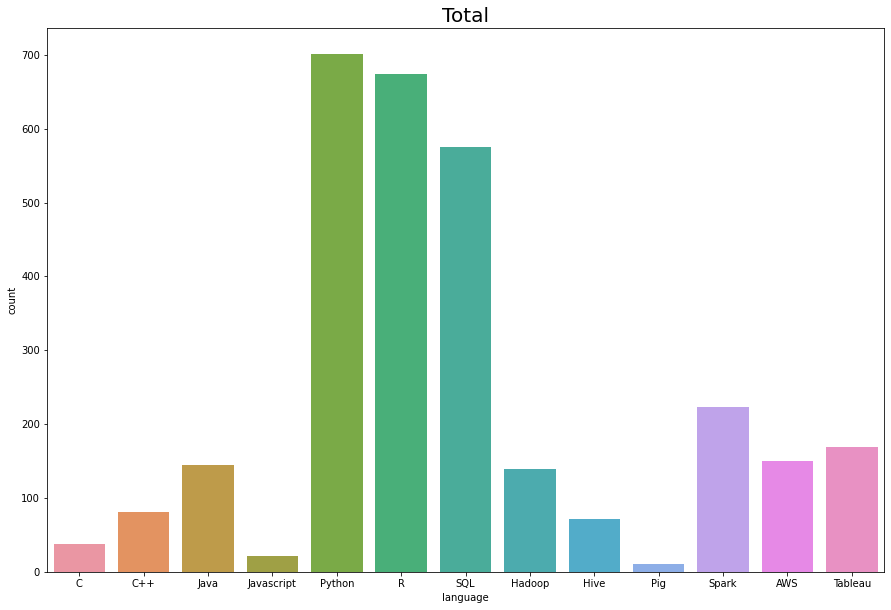 Total
700
600
500
400
300
200
100
0
count
C C++ Java Javascript Python R SQL Hadoop Hive Pig Spark AWS Tableau
language